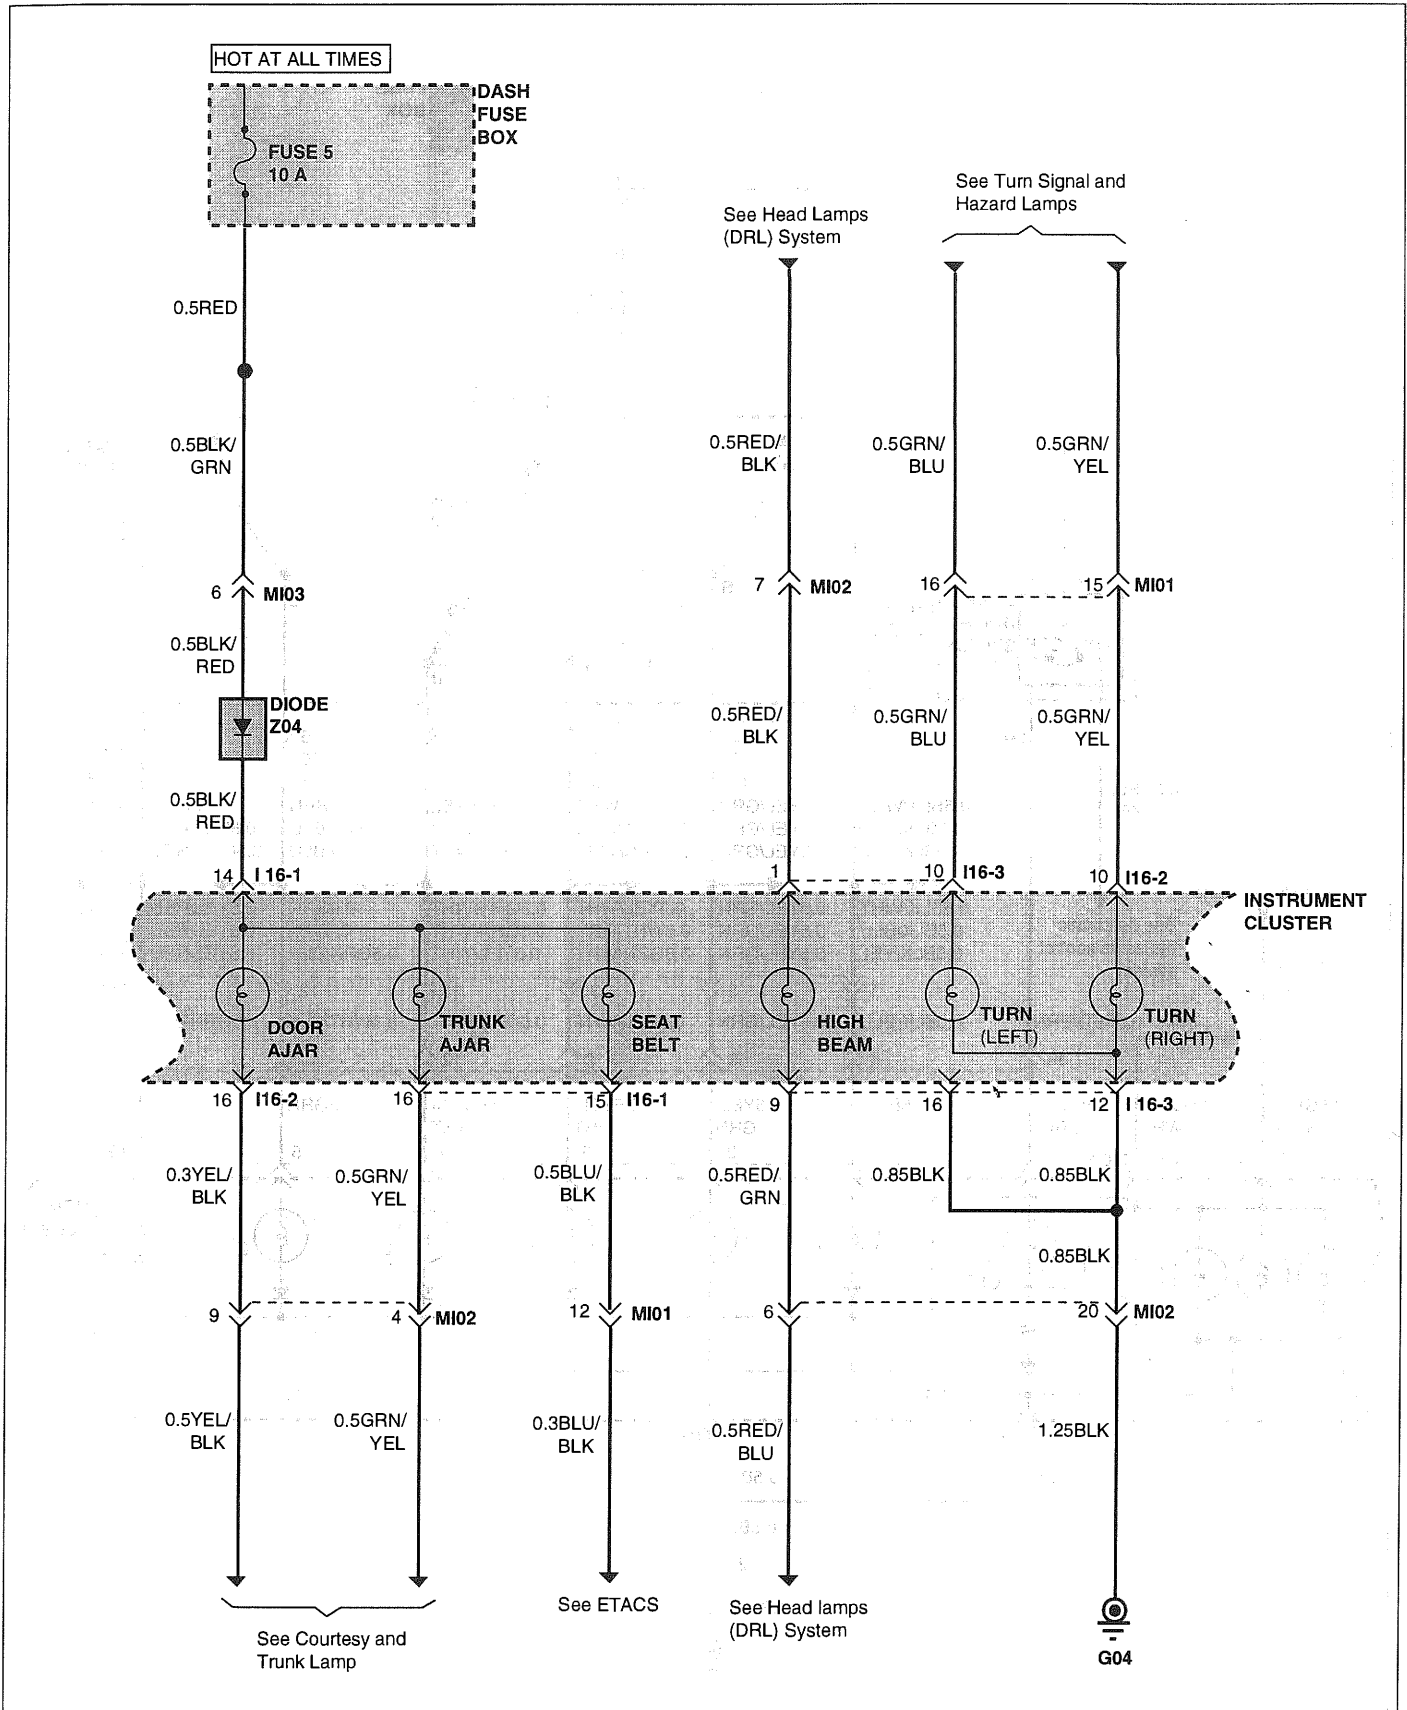 HOT AT ALL TIMES
DASH
FUSE
BOX
FUSE 5
10 A
See Head Lamps
(DRL) System
See Turn Signal and
Hazard Lamps
0.5RED
0.5BLK/
GRN
0.5RED/
BLK
0.5GRN/
BLU
0.5GRN/
YEL
6 MI03
7 MI02
16
15 MI01
0.5BLK/
RED
DIODE
Z04
0.5RED/
BLK
0.5GRN/
BLU
0.5GRN/
YEL
0.5BLK/
RED
14 I 16-1
1
10 I16-3
10 I16-2
INSTRUMENT
CLUSTER
DOOR
AJAR
TRUNK
AJAR
SEAT
BELT
HIGH
BEAM
TURN
(LEFT)
TURN
(RIGHT)
16 I16-2
16
15 I16-1
9
16
12 I 16-3
0.3YEL/
BLK
0.5GRN/
YEL
0.5BLU/
BLK
0.5RED/
GRN
0.85BLK
0.85BLK
0.85BLK
9
4 MI02
12 MI01
6
20 MI02
0.5YEL/
BLK
0.5GRN/
YEL
0.3BLU/
BLK
0.5RED/
BLU
1.25BLK
See Courtesy and
Trunk Lamp
See ETACS
See Head lamps
(DRL) System
G04